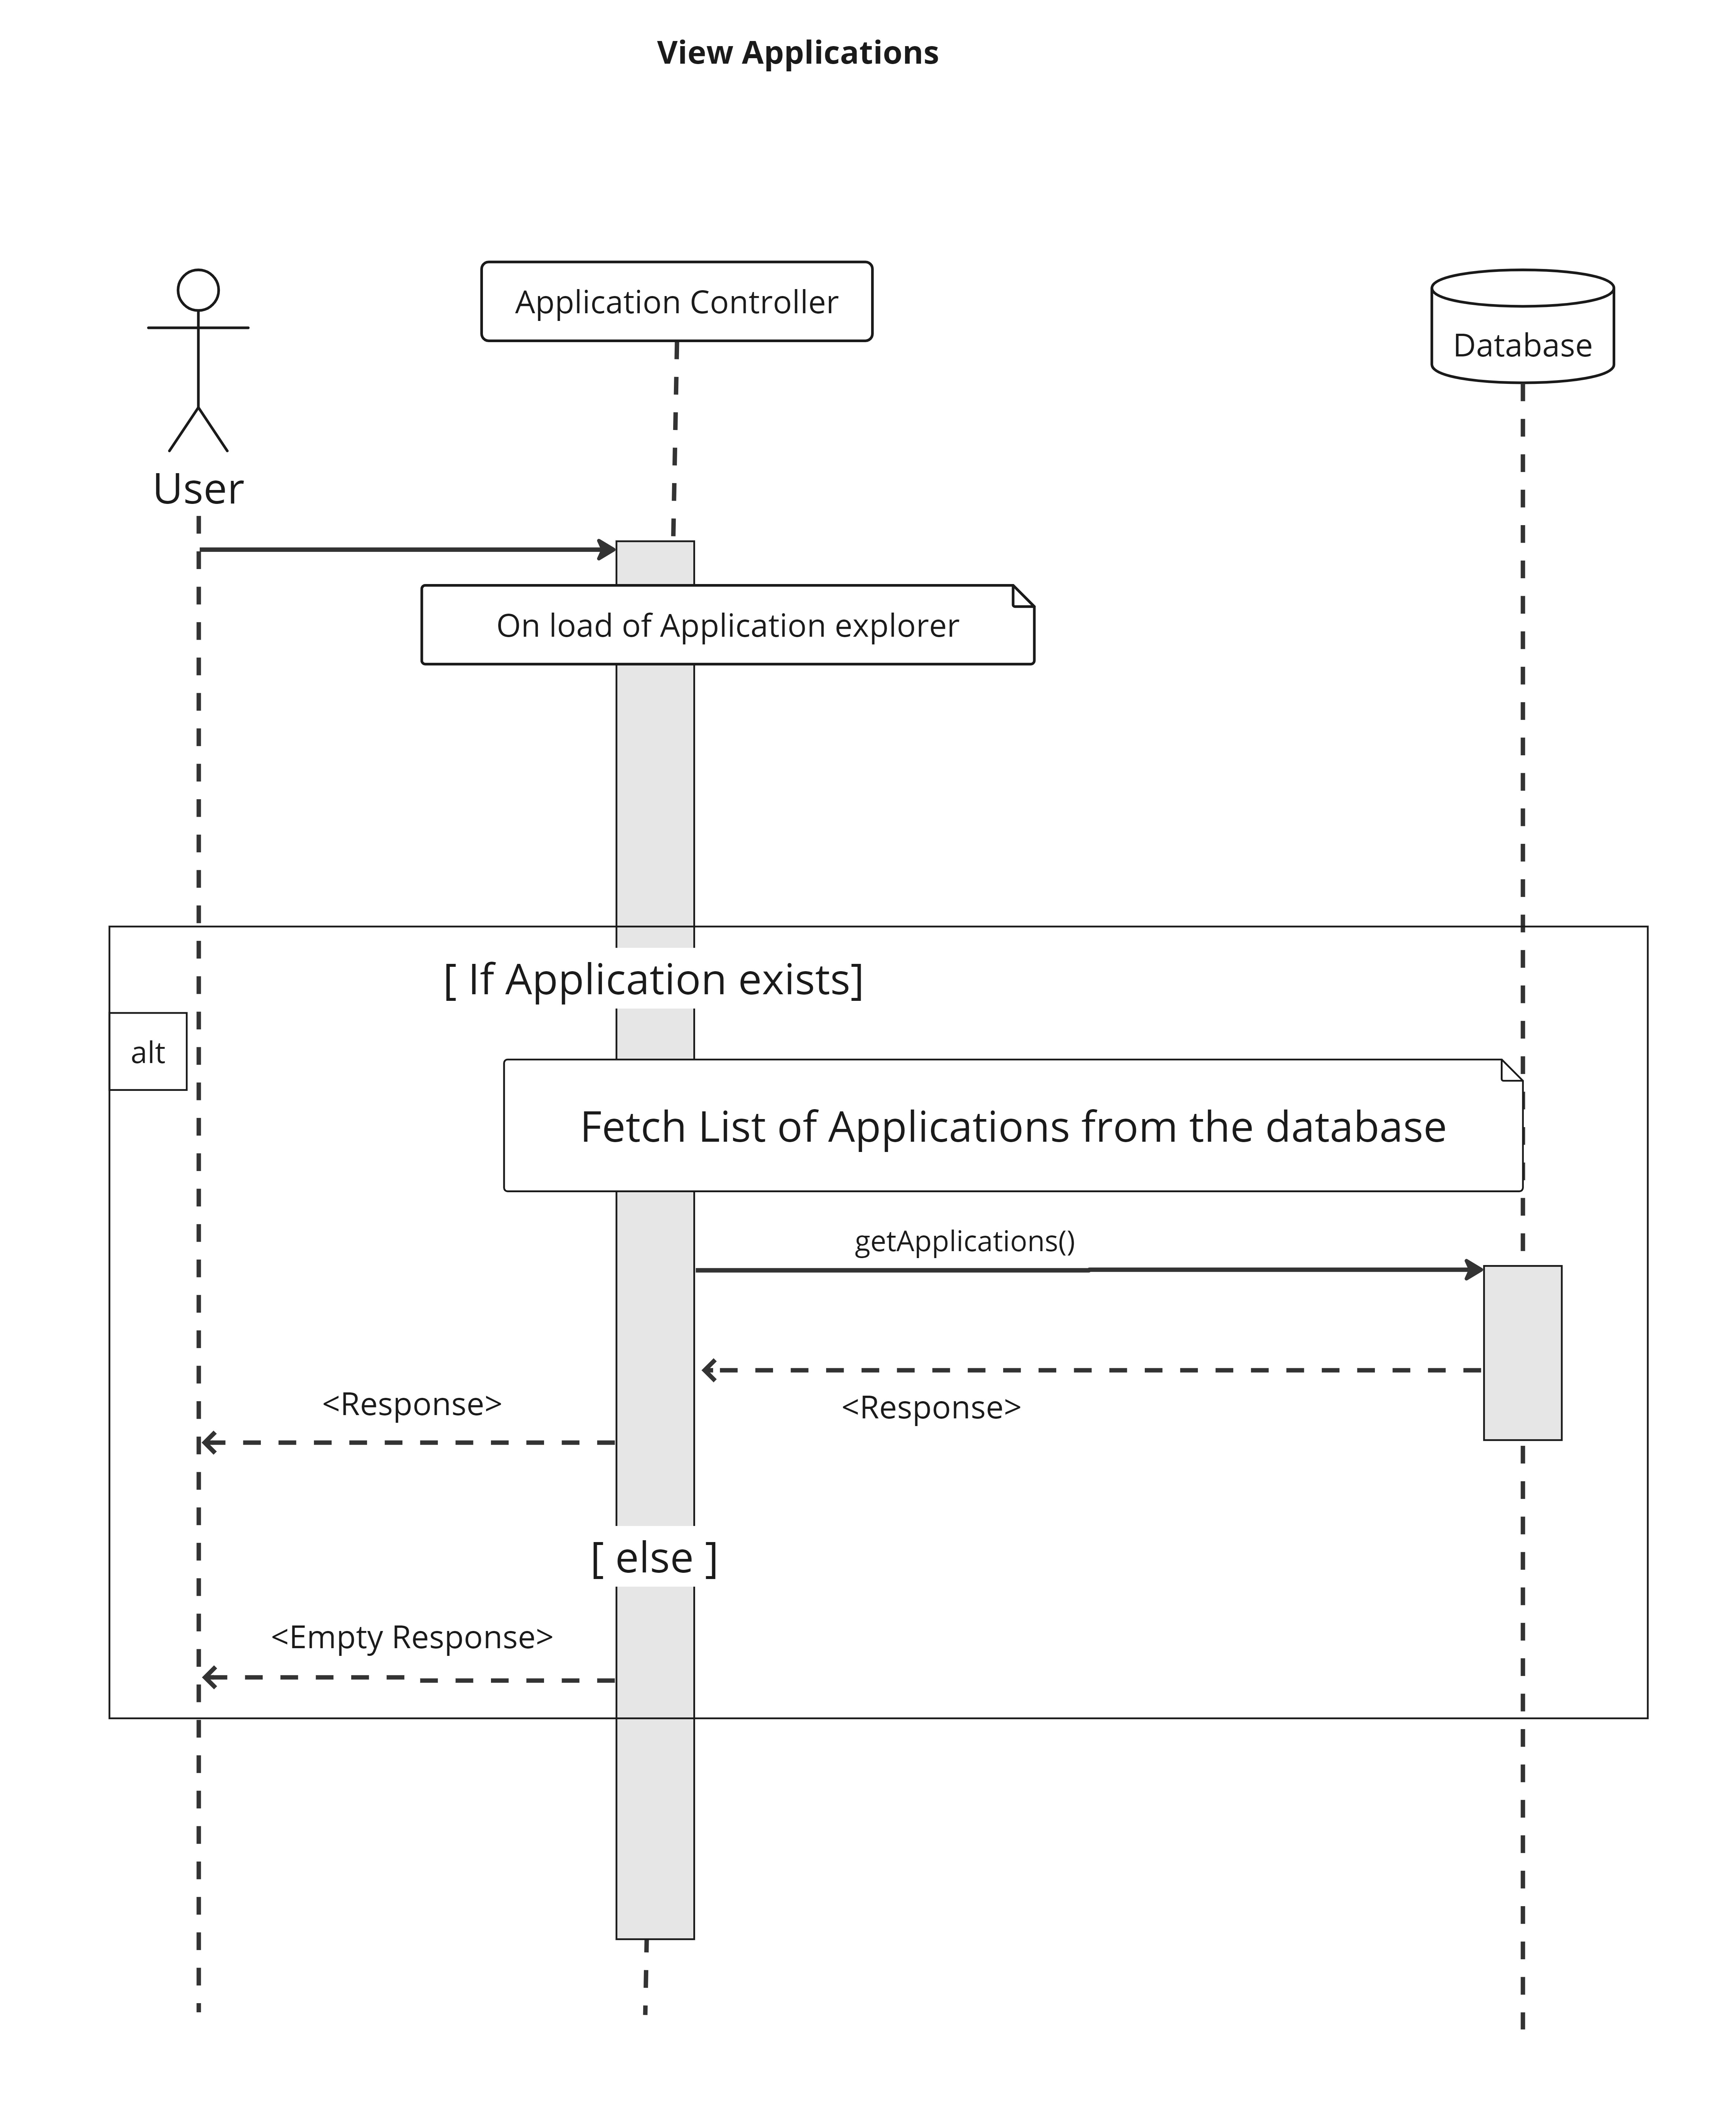 View Applications
Application Controller
Database
User
On load of Application explorer
[ If Application exists]
alt
Fetch List of Applications from the database
getApplications()
<Response>
<Response>
[ else ]
<Empty Response>